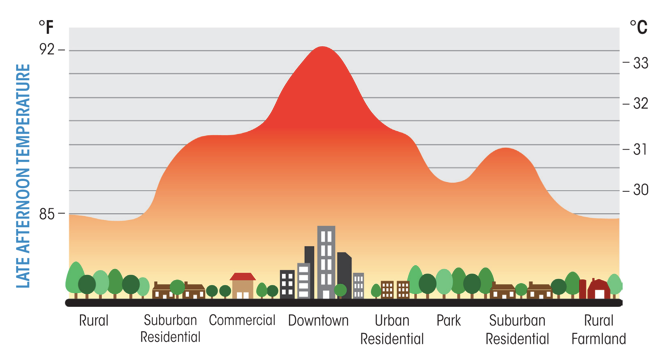 °F
°C
92
33
32
31
30
85
LATE AFTERNOON TEMPERATURE
Rural
Suburban
Residential
Commercial
Downtown
Urban
Residential
Park
Suburban
Residential
Rural
Farmland